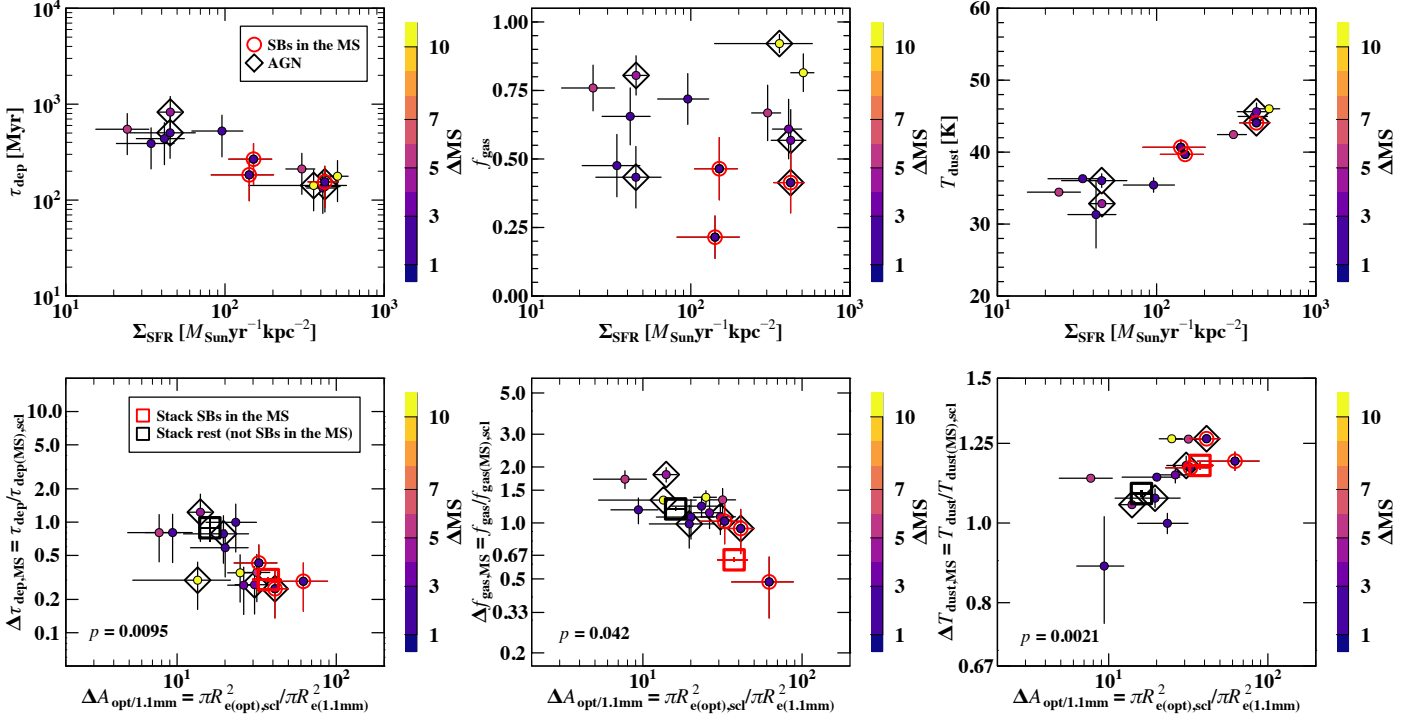 SBs in the MS
AGN
10⁴
10³
10²
10¹
τdep [Myr]
10¹ 10² 10³
ΣSFR [MSun yr⁻¹kpc⁻²]
10
7
5
3
1
ΔMS
1.00
0.75
0.50
0.25
0.00
fgas
10¹ 10² 10³
ΣSFR [MSun yr⁻¹kpc⁻²]
10
7
5
3
1
ΔMS
60
50
40
30
20
Tdust [K]
10¹ 10² 10³
ΣSFR [MSun yr⁻¹kpc⁻²]
10
7
5
3
1
ΔMS
Stack SBs in the MS
Stack rest (not SBs in the MS)
10.0
5.0
2.0
1.0
0.5
0.2
0.1
Δτdep,MS = τdep/τdep(MS),scl
p = 0.0095
10¹ 10²
ΔAopt/1.1mm = πR²e(opt),scl/πR²e(1.1mm)
10
7
5
3
1
ΔMS
5.0
3.0
2.0
1.5
1.0
0.67
0.5
0.33
0.2
Δfgas,MS = fgas/fgas(MS),scl
p = 0.042
10¹ 10²
ΔAopt/1.1mm = πR²e(opt),scl/πR²e(1.1mm)
10
7
5
3
1
ΔMS
1.5
1.25
1.0
0.8
0.67
ΔTdust,MS = Tdust/Tdust(MS),scl
p = 0.0021
10¹ 10²
ΔAopt/1.1mm = πR²e(opt),scl/πR²e(1.1mm)
10
7
5
3
1
ΔMS